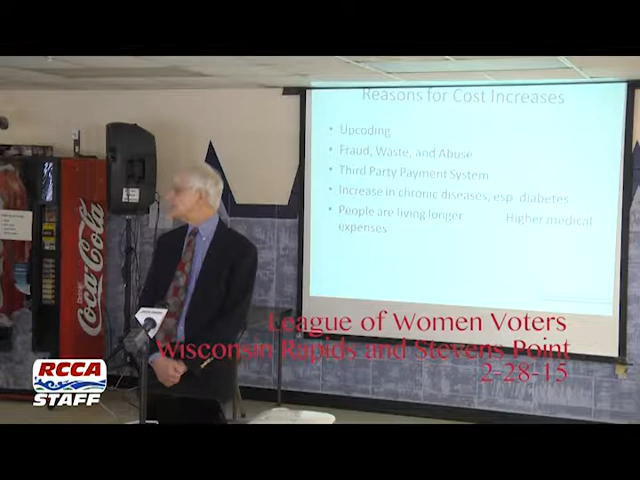 Reasons for Cost Increases
• Upcoding
• Fraud, Waste, and Abuse
• Third Party Payment System
• Increase in chronic diseases, esp diabetes
• People are living longer Higher medical
expenses
Coca-Cola
League of Women Voters
Wisconsin Rapids and Stevens Point
2-28-15
RCCA
STAFF